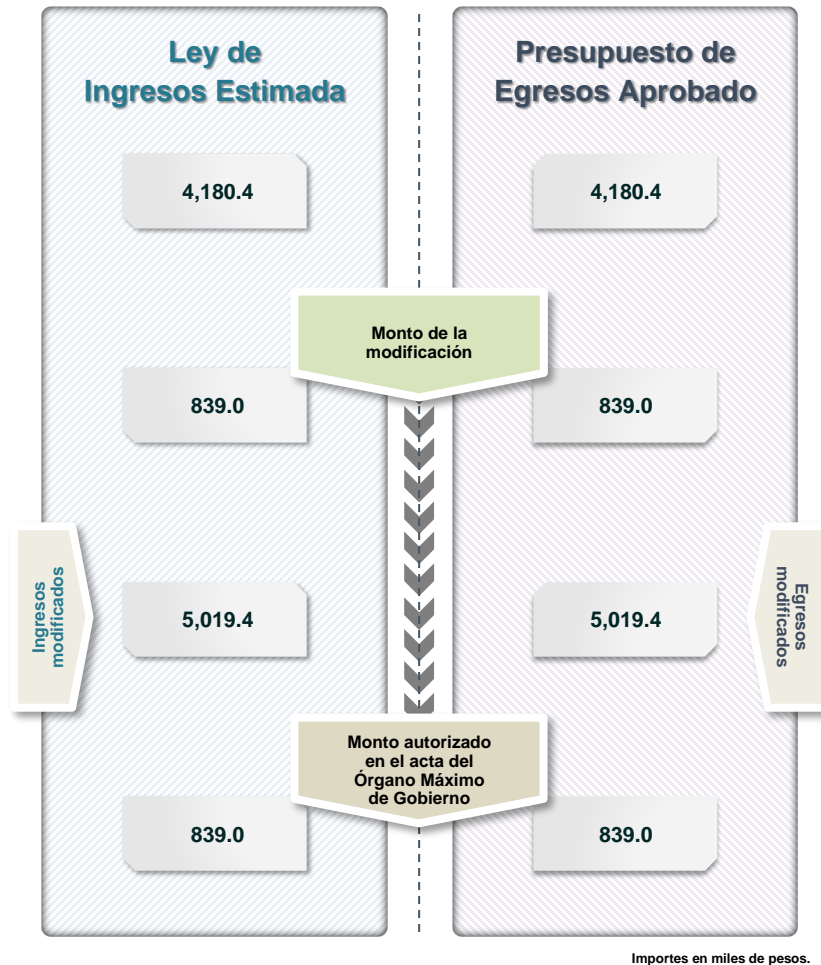 Ley de
Ingresos Estimada
Presupuesto de
Egresos Aprobado
4,180.4
4,180.4
Monto de la
modificación
839.0
839.0
Ingresos
modificados
5,019.4
5,019.4
Egresos
modificados
Monto autorizado
en el acta del
Órgano Máximo
de Gobierno
839.0
839.0
Importes en miles de pesos.